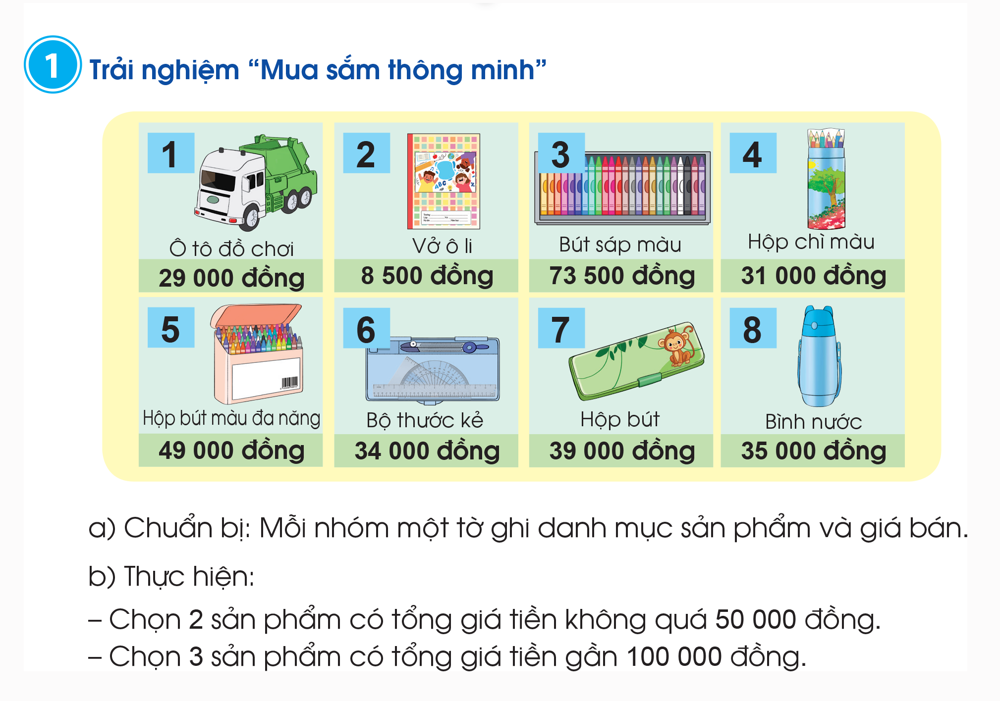 1 Trải nghiệm “Mua sắm thông minh”
1
2
3
4
ABC
Ô tô đồ chơi
Vở ô li
Bút sáp màu
Hộp chì màu
29 000 đồng
8 500 đồng
73 500 đồng
31 000 đồng
5
6
7
8
Hộp bút màu đa năng
Bộ thước kẻ
Hộp bút
Bình nước
49 000 đồng
34 000 đồng
39 000 đồng
35 000 đồng
a) Chuẩn bị: Mỗi nhóm một tờ ghi danh mục sản phẩm và giá bán.
b) Thực hiện:
– Chọn 2 sản phẩm có tổng giá tiền không quá 50 000 đồng.
– Chọn 3 sản phẩm có tổng giá tiền gần 100 000 đồng.